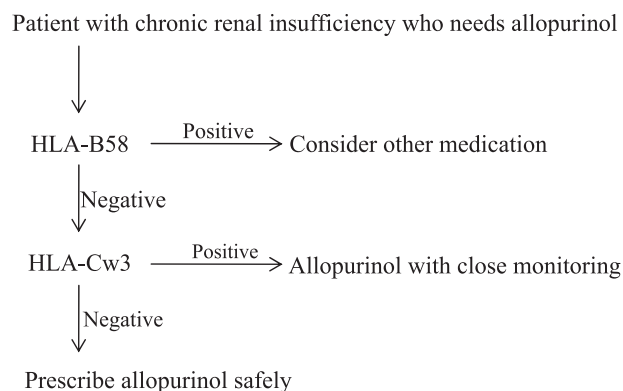 Patient with chronic renal insufficiency who needs allopurinol
HLA-B58
Positive
Consider other medication
Negative
HLA-Cw3
Positive
Allopurinol with close monitoring
Negative
Prescribe allopurinol safely